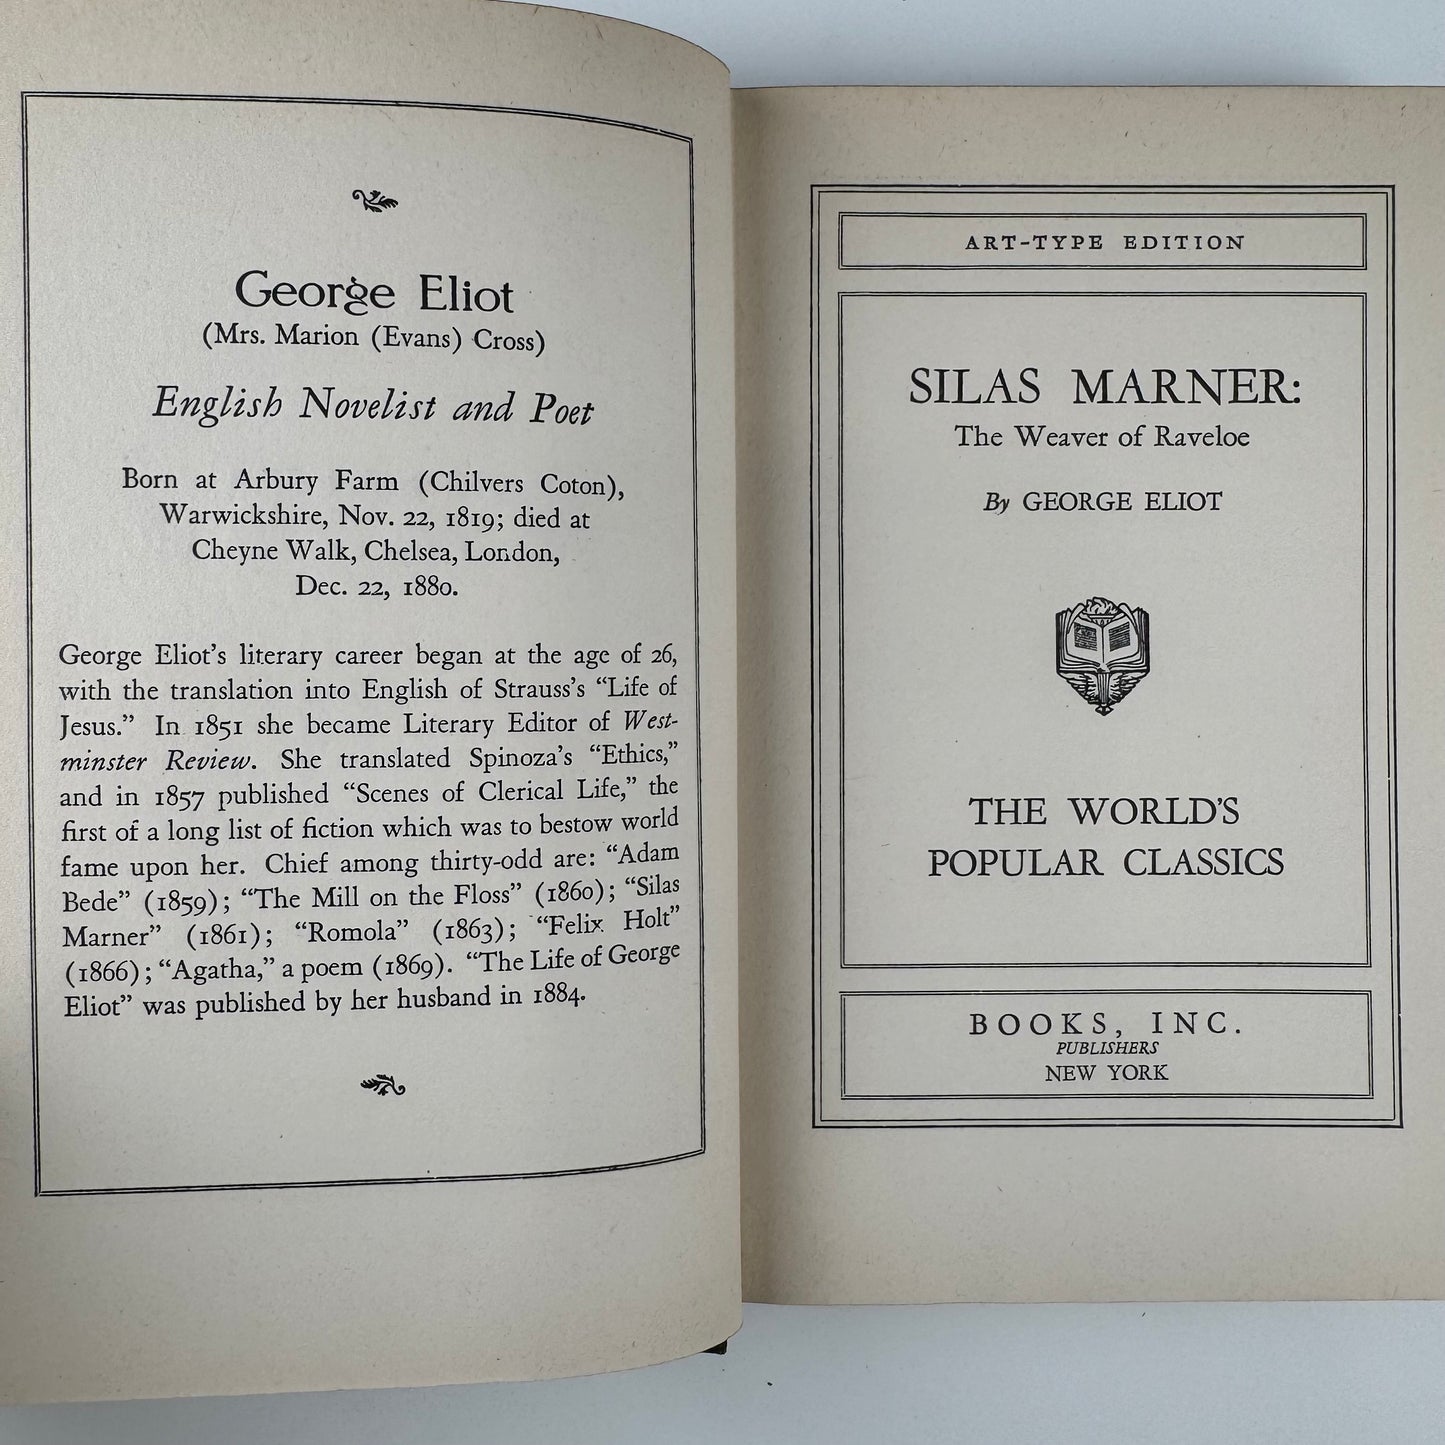 George Eliot
(Mrs. Marion (Evans) Cross)
English Novelist and Poet
Born at Arbury Farm (Chilvers Coton),
Warwickshire, Nov. 22, 1819; died at
Cheyne Walk, Chelsea, London,
Dec. 22, 1880.
George Eliot's literary career began at the age of 26,
with the translation into English of Strauss's “Life of
Jesus.” In 1851 she became Literary Editor of West-
minster Review. She translated Spinoza's “Ethics,”
and in 1857 published “Scenes of Clerical Life,” the
first of a long list of fiction which was to bestow world
fame upon her. Chief among thirty-odd are: “Adam
Bede” (1859); “The Mill on the Floss” (1860); “Silas
Marner” (1861); “Romola” (1863); “Felix Holt”
(1866); “Agatha,” a poem (1869). “The Life of George
Eliot” was published by her husband in 1884.
ART-TYPE EDITION
SILAS MARNER:
The Weaver of Raveloe
By GEORGE ELIOT
THE WORLD'S
POPULAR CLASSICS
BOOKS, INC.
PUBLISHERS
NEW YORK